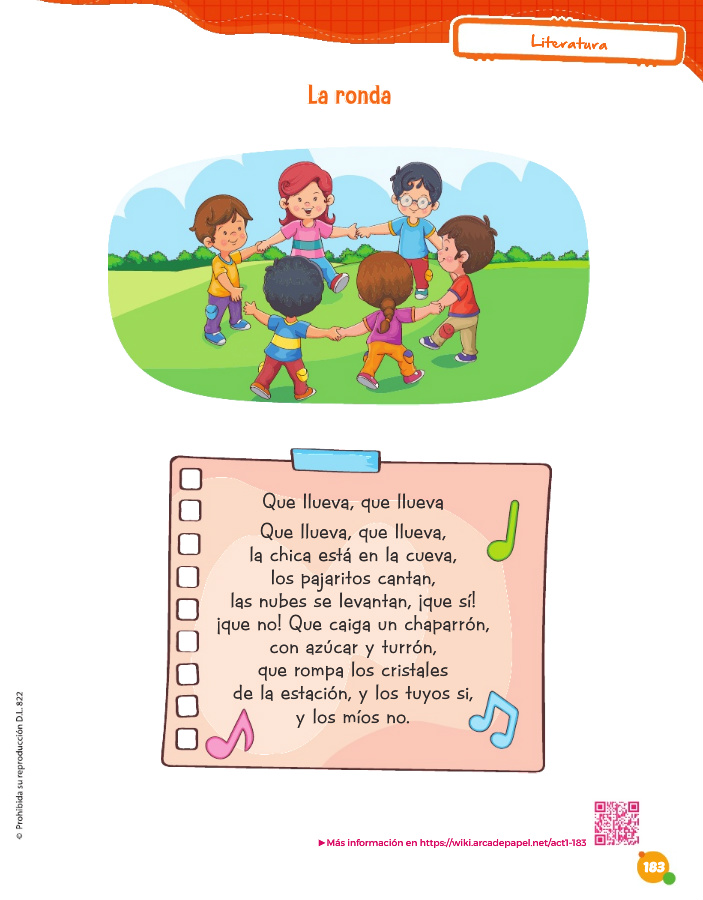 Literatura
La ronda
Que llueva, que llueva
Que llueva, que llueva,
la chica está en la cueva,
los pajaritos cantan,
las nubes se levantan, ¡que sí!
¡que no! Que caiga un chaparrón,
con azúcar y turrón,
que rompa los cristales
de la estación, y los tuyos si,
y los míos no.
© Prohibida su reproducción D.L. 822
▶Más información en https://wiki.arcadepapel.net/act1-183
183